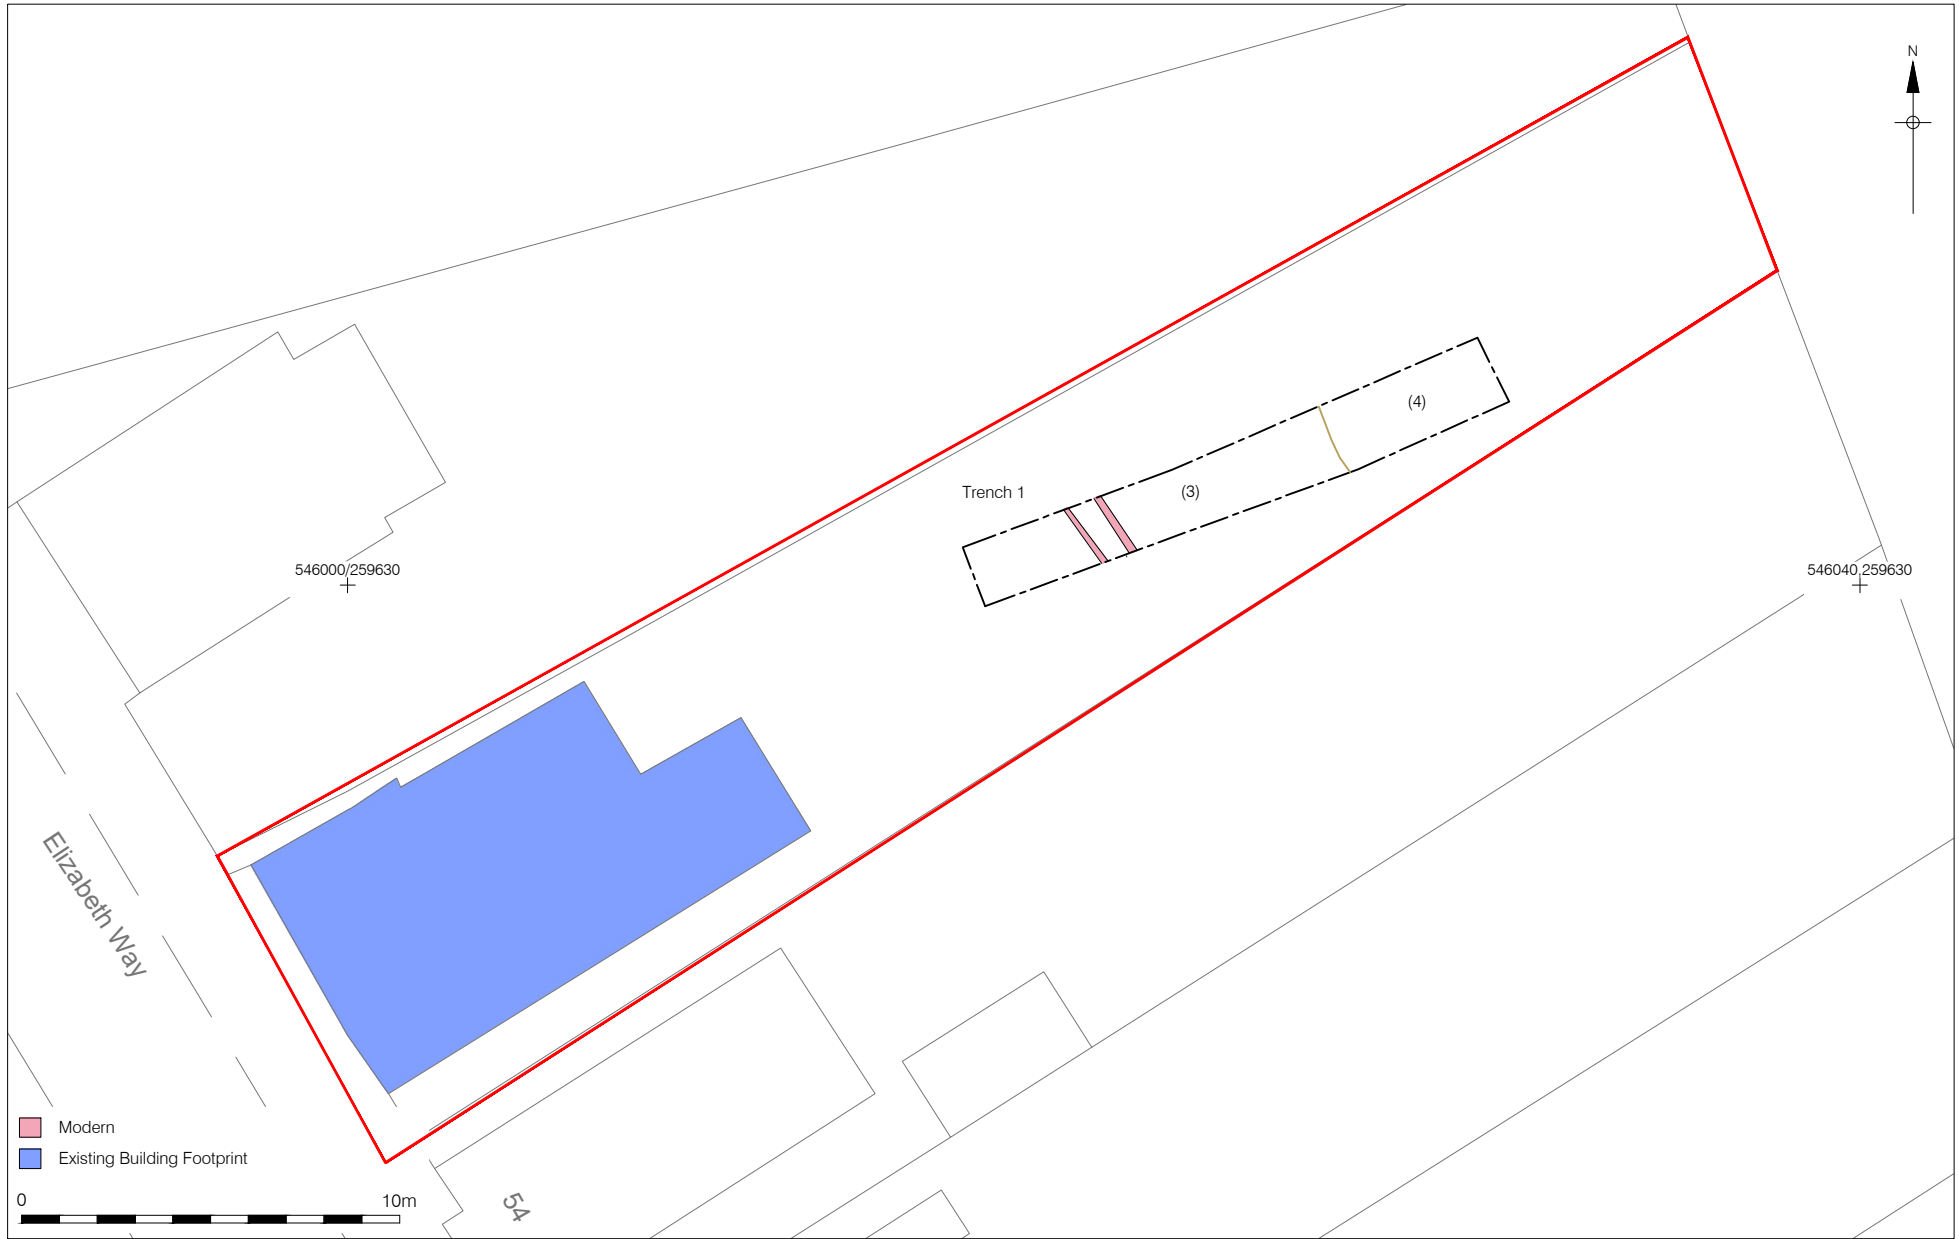 N
(4)
Trench 1
(3)
546000/259630
546040,259630
Elizabeth Way
Modern
Existing Building Footprint
0 10m
54